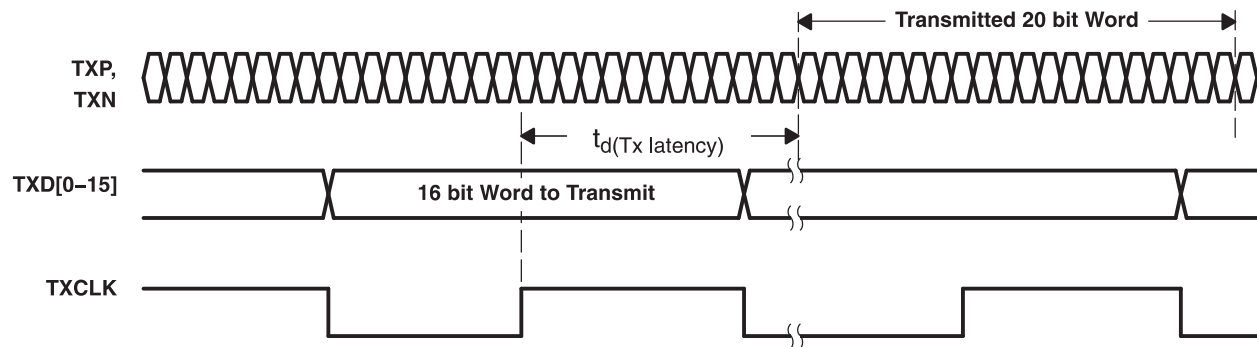 Transmitted 20 bit Word
TXP,
TXN
td(Tx latency)
TXD[0–15]
16 bit Word to Transmit
TXCLK